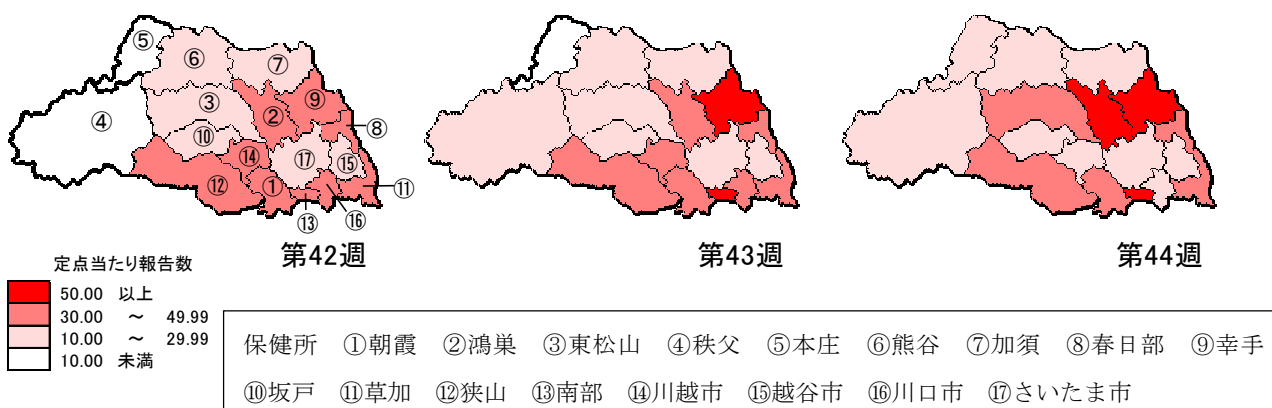 ⑤
⑥
⑦
③
⑨
②
④
⑧
⑩
⑭
⑰
⑮
⑫
①
⑪
⑬
⑯
第42週
第43週
第44週
定点当たり報告数
50.00 以上
30.00 ～ 49.99
10.00 ～ 29.99
10.00 未満
保健所 ①朝霞 ②鴻巣 ③東松山 ④秩父 ⑤本庄 ⑥熊谷 ⑦加須 ⑧春日部 ⑨幸手
⑩坂戸 ⑪草加 ⑫狭山 ⑬南部 ⑭川越市 ⑮越谷市 ⑯川口市 ⑰さいたま市